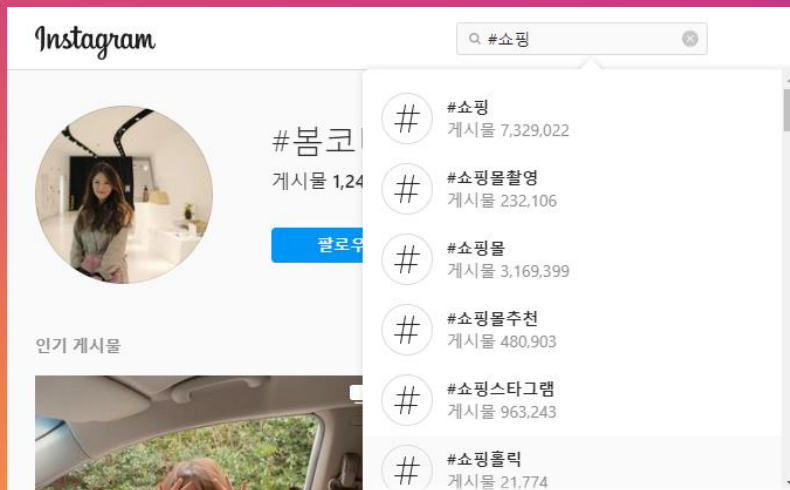 Instagram
#쇼핑
#봄코
게시물 1,24
팔로우
인기 게시물
#쇼핑
게시물 7,329,022
#쇼핑몰촬영
게시물 232,106
#쇼핑몰
게시물 3,169,399
#쇼핑몰추천
게시물 480,903
#쇼핑스타그램
게시물 963,243
#쇼핑홀릭
게시물 21,774